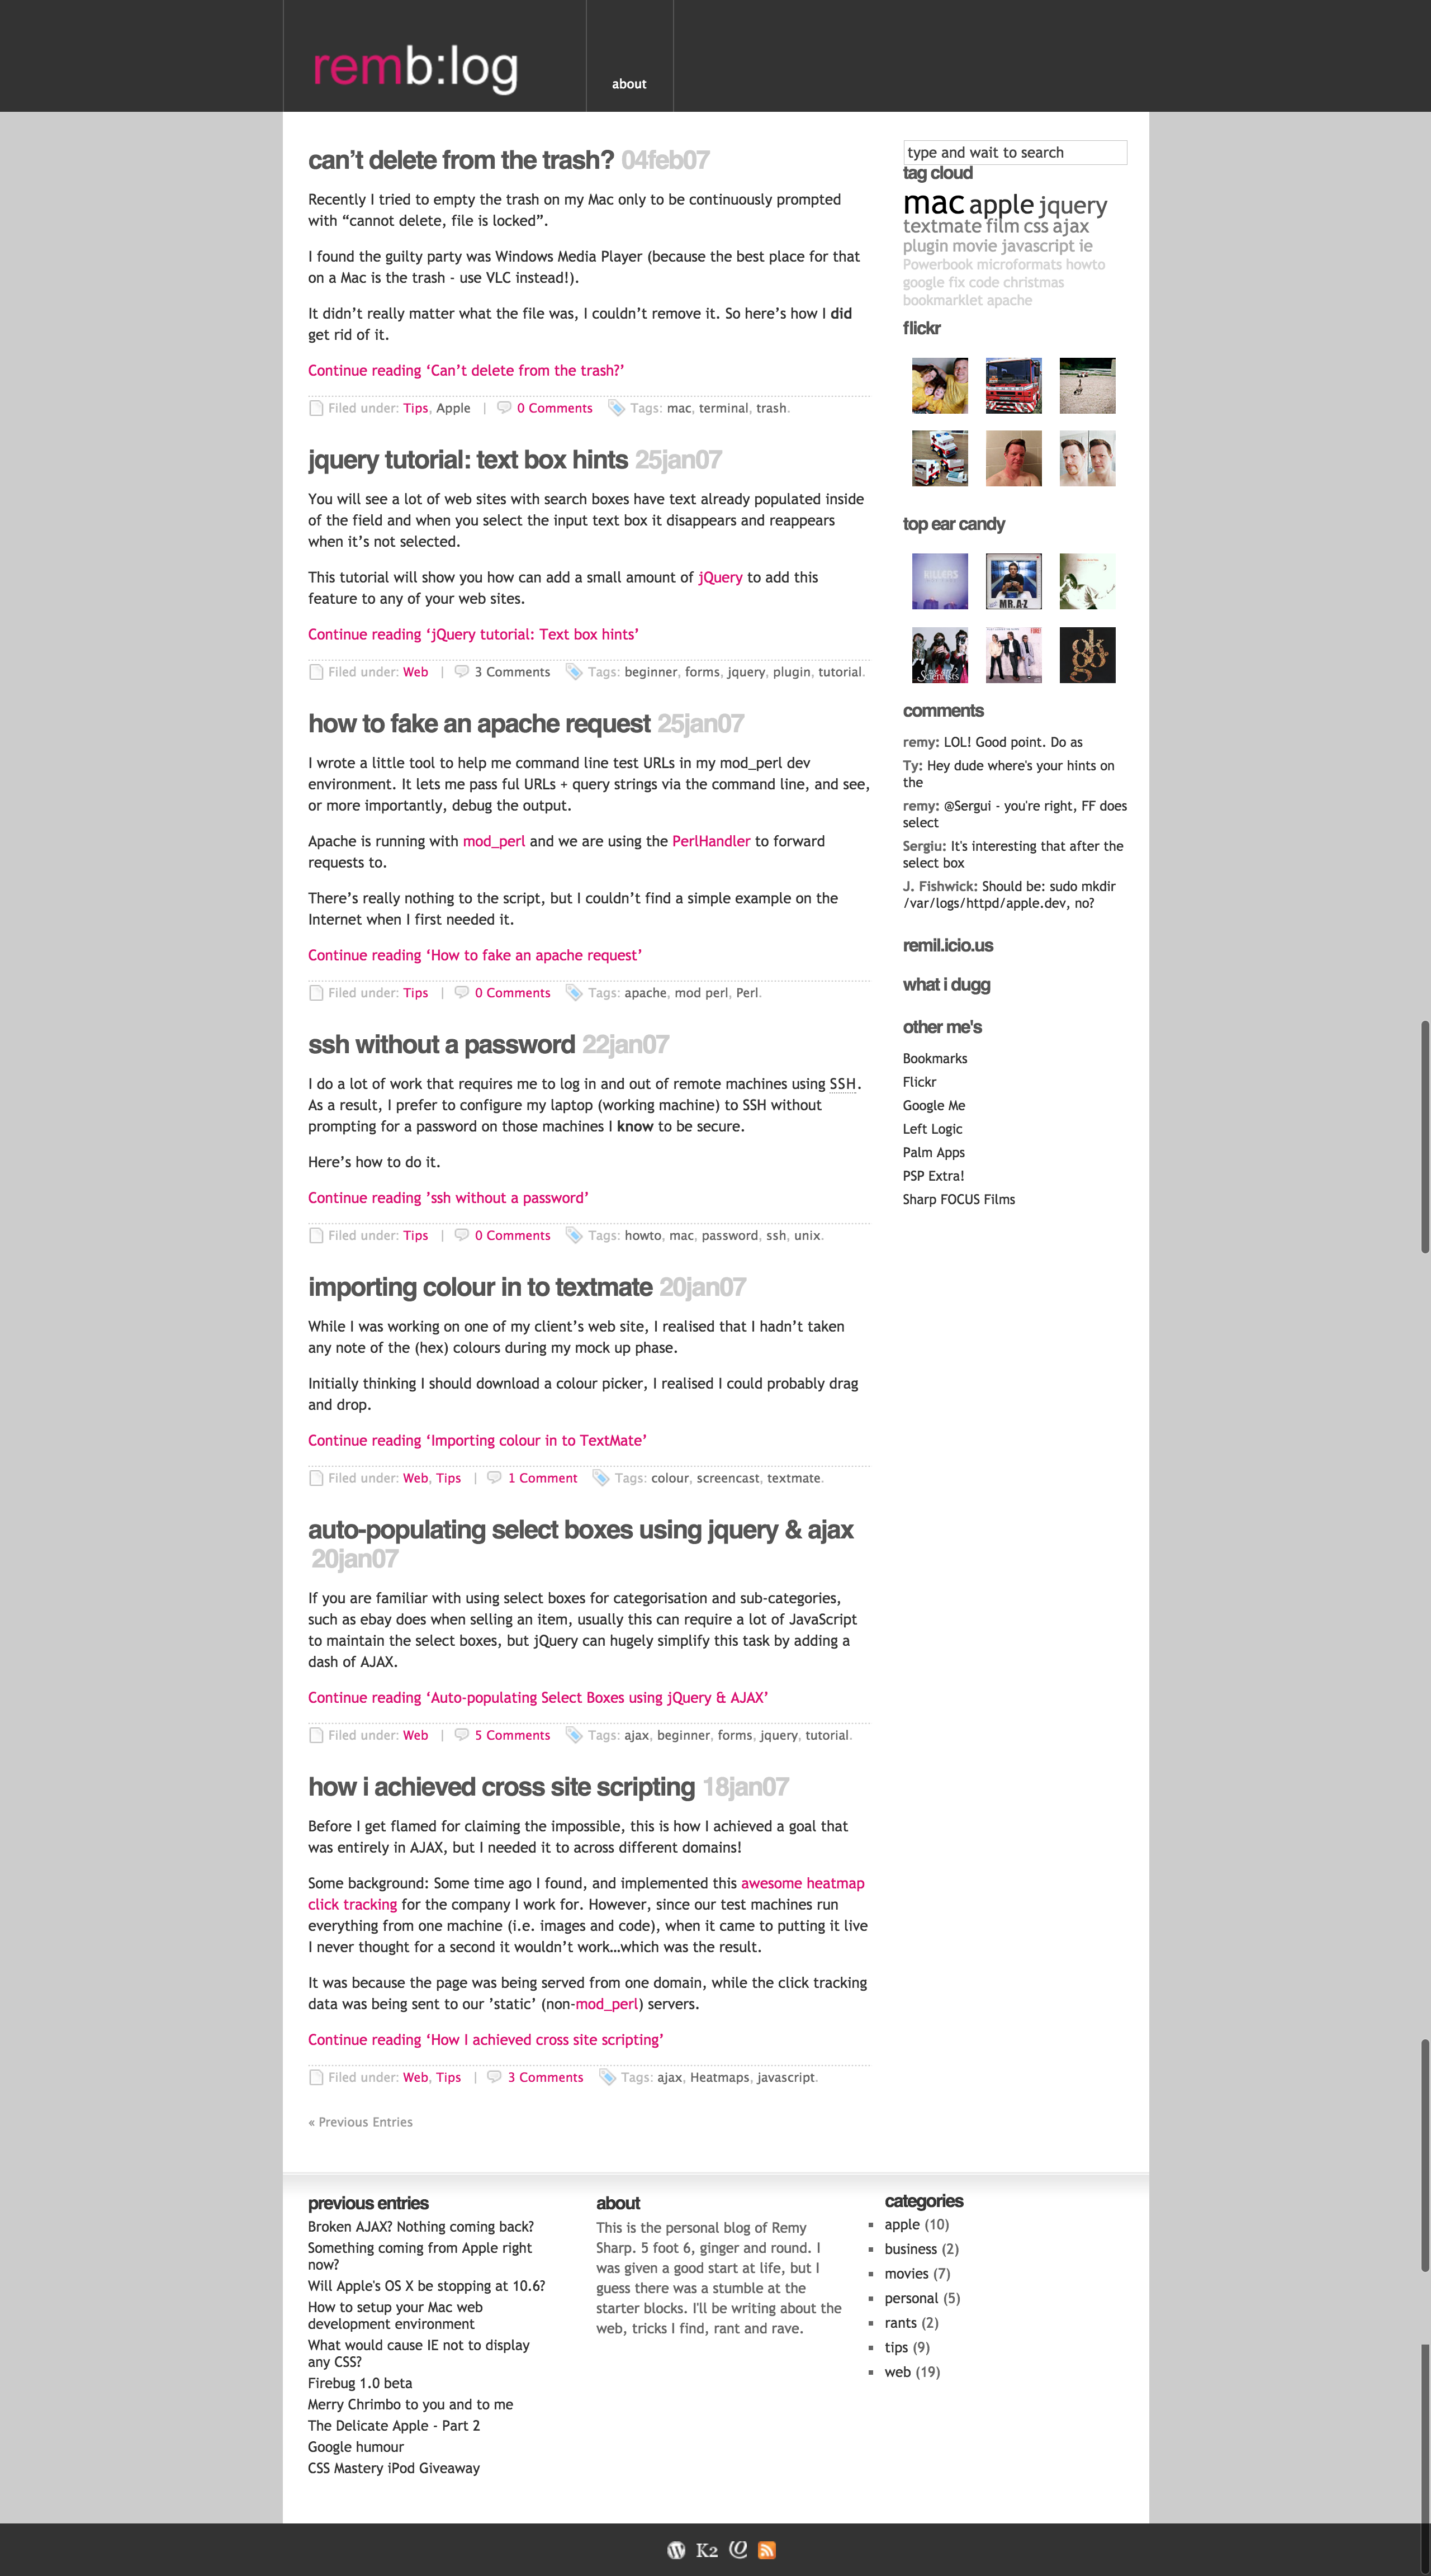 remb:log
about
can't delete from the trash? 04feb07
Recently I tried to empty the trash on my Mac only to be continuously prompted
with “cannot delete, file is locked”.
I found the guilty party was Windows Media Player (because the best place for that
on a Mac is the trash - use VLC instead!).
It didn’t really matter what the file was, I couldn’t remove it. So here’s how I did
get rid of it.
Continue reading ‘Can’t delete from the trash?’
Filed under: Tips, Apple | 0 Comments Tags: mac, terminal, trash.
jquery tutorial: text box hints 25jan07
You will see a lot of web sites with search boxes have text already populated inside
of the field and when you select the input text box it disappears and reappears
when it’s not selected.
This tutorial will show you how can add a small amount of jQuery to add this
feature to any of your web sites.
Continue reading ‘jQuery tutorial: Text box hints’
Filed under: Web | 3 Comments Tags: beginner, forms, jquery, plugin, tutorial.
how to fake an apache request 25jan07
I wrote a little tool to help me command line test URLs in my mod_perl dev
environment. It lets me pass ful URLs + query strings via the command line, and see,
or more importantly, debug the output.
Apache is running with mod_perl and we are using the PerlHandler to forward
requests to.
There’s really nothing to the script, but I couldn’t find a simple example on the
Internet when I first needed it.
Continue reading ‘How to fake an apache request’
Filed under: Tips | 0 Comments Tags: apache, mod perl, Perl.
ssh without a password 22jan07
I do a lot of work that requires me to log in and out of remote machines using SSH.
As a result, I prefer to configure my laptop (working machine) to SSH without
prompting for a password on those machines I know to be secure.
Here’s how to do it.
Continue reading ’ssh without a password’
Filed under: Tips | 0 Comments Tags: howto, mac, password, ssh, unix.
importing colour in to textmate 20jan07
While I was working on one of my client’s web site, I realised that I hadn’t taken
any note of the (hex) colours during my mock up phase.
Initially thinking I should download a colour picker, I realised I could probably drag
and drop.
Continue reading ‘Importing colour in to TextMate’
Filed under: Web, Tips | 1 Comment Tags: colour, screencast, textmate.
auto-populating select boxes using jquery & ajax
20jan07
If you are familiar with using select boxes for categorisation and sub-categories,
such as ebay does when selling an item, usually this can require a lot of JavaScript
to maintain the select boxes, but jQuery can hugely simplify this task by adding a
dash of AJAX.
Continue reading ‘Auto-populating Select Boxes using jQuery & AJAX’
Filed under: Web | 5 Comments Tags: ajax, beginner, forms, jquery, tutorial.
how i achieved cross site scripting 18jan07
Before I get flamed for claiming the impossible, this is how I achieved a goal that
was entirely in AJAX, but I needed it to across different domains!
Some background: Some time ago I found, and implemented this awesome heatmap
click tracking for the company I work for. However, since our test machines run
everything from one machine (i.e. images and code), when it came to putting it live
I never thought for a second it wouldn’t work…which was the result.
It was because the page was being served from one domain, while the click tracking
data was being sent to our ’static’ (non-mod_perl) servers.
Continue reading ‘How I achieved cross site scripting’
Filed under: Web, Tips | 3 Comments Tags: ajax, Heatmaps, javascript.
« Previous Entries
type and wait to search
tag cloud
mac apple jquery
textmate film css ajax
plugin movie javascript ie
Powerbook microformats howto
google fix code christmas
bookmarklet apache
flickr
top ear candy
KILLERS
MR. A-Z
comments
remy: LOL! Good point. Do as
Ty: Hey dude where's your hints on
the
remy: @Sergui - you're right, FF does
select
Sergiu: It's interesting that after the
select box
J. Fishwick: Should be: sudo mkdir
/var/logs/httpd/apple.dev, no?
remil.icio.us
what i dugg
other me's
Bookmarks
Flickr
Google Me
Left Logic
Palm Apps
PSP Extra!
Sharp FOCUS Films
previous entries
Broken AJAX? Nothing coming back?
Something coming from Apple right
now?
Will Apple's OS X be stopping at 10.6?
How to setup your Mac web
development environment
What would cause IE not to display
any CSS?
Firebug 1.0 beta
Merry Chrimbo to you and to me
The Delicate Apple - Part 2
Google humour
CSS Mastery iPod Giveaway
about
This is the personal blog of Remy
Sharp. 5 foot 6, ginger and round. I
was given a good start at life, but I
guess there was a stumble at the
starter blocks. I'll be writing about the
web, tricks I find, rant and rave.
categories
apple (10)
business (2)
movies (7)
personal (5)
rants (2)
tips (9)
web (19)
K2